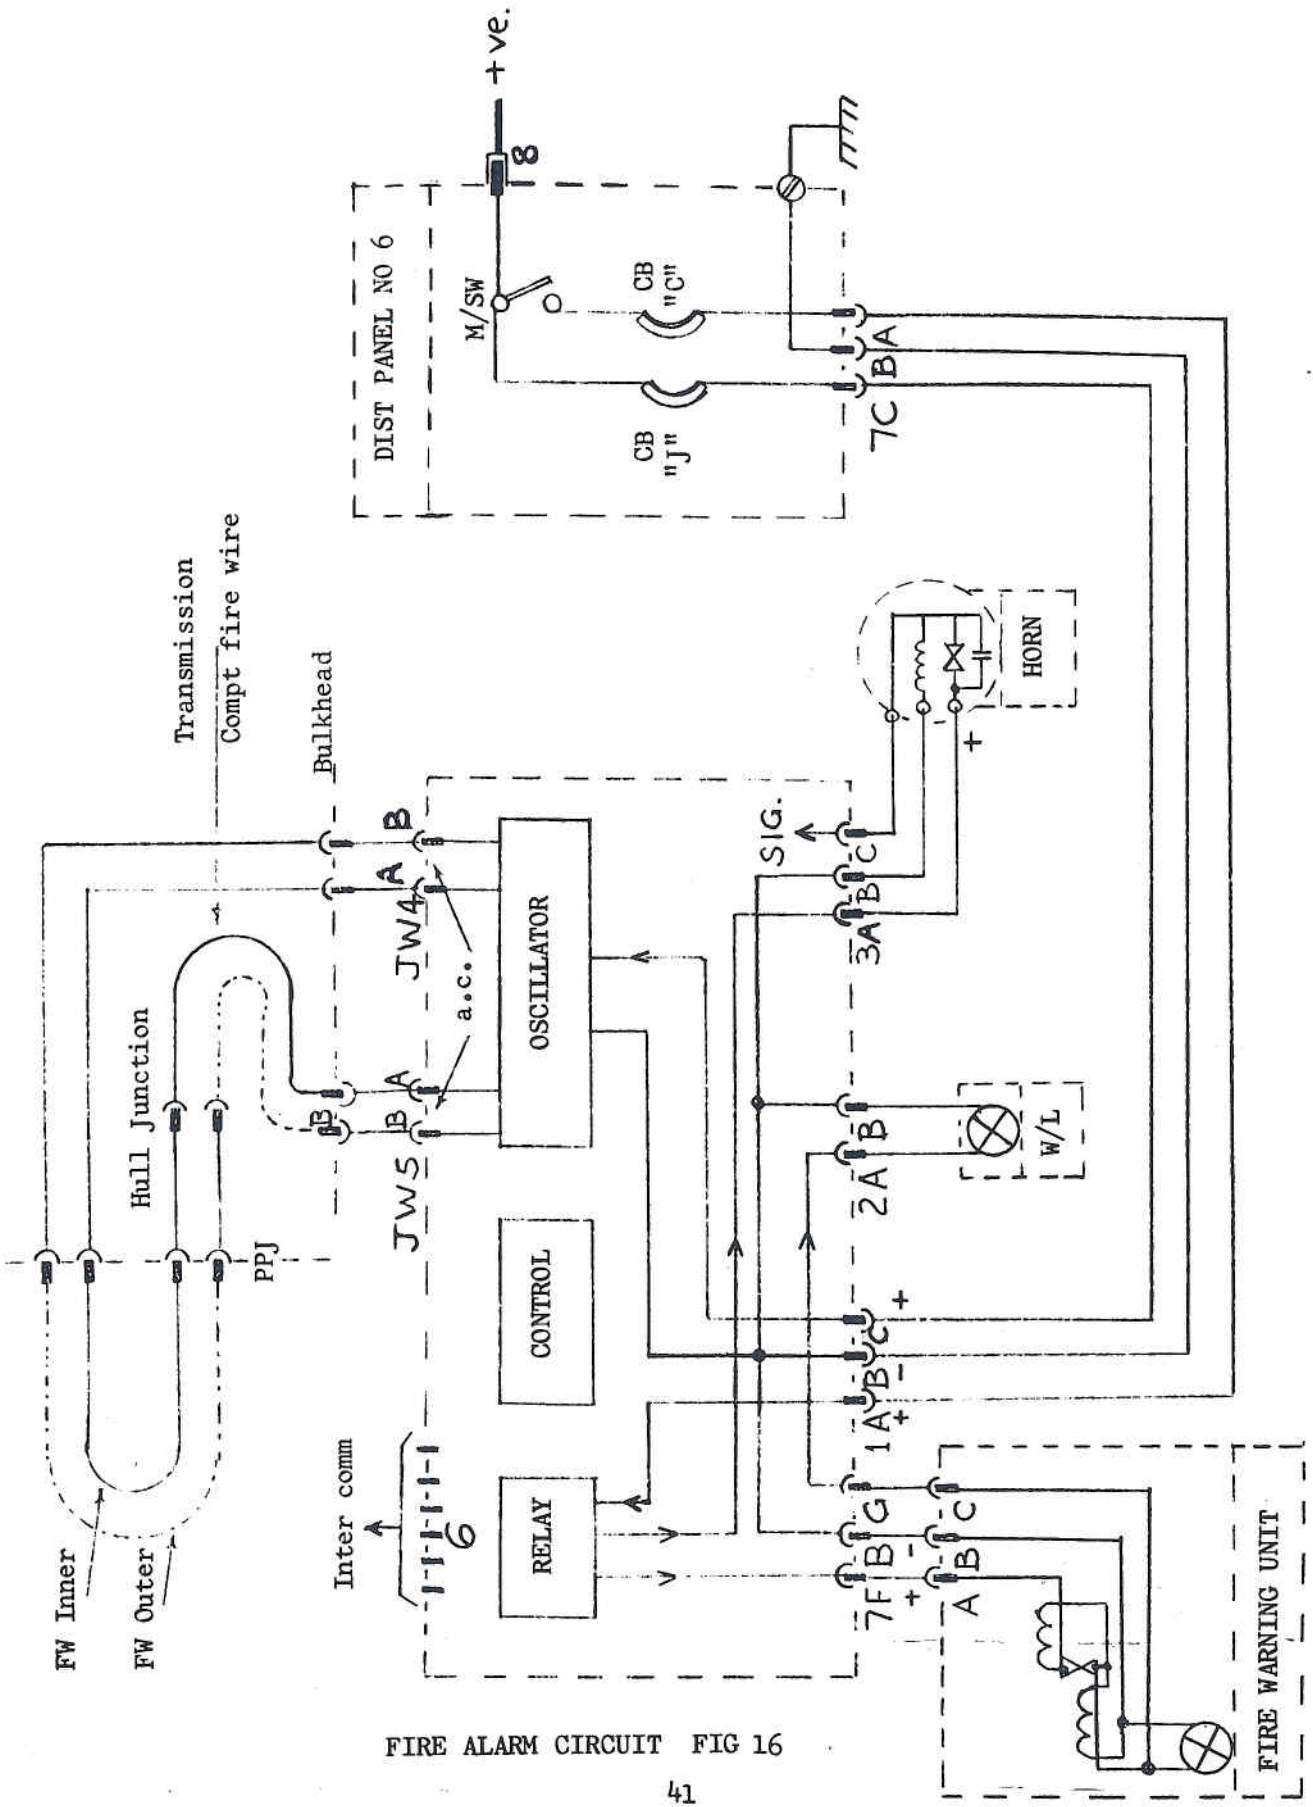 +ve.
8
DIST PANEL NO 6
M/SW
CB
"C"
CB
"J"
A
B
7C
Transmission
Compt fire wire
Bulkhead
Hull Junction
B
A
JW4
a.c.
A
B
B
JW5
PPJ
OSCILLATOR
CONTROL
RELAY
Inter comm
6
FW Inner
FW Outer
SIG.
C
B
3A
+
HORN
B
2A
W/L
C
+
B
-
1A
+
G
B
-
7F
+
C
B
A
FIRE WARNING UNIT
FIRE ALARM CIRCUIT FIG 16
41